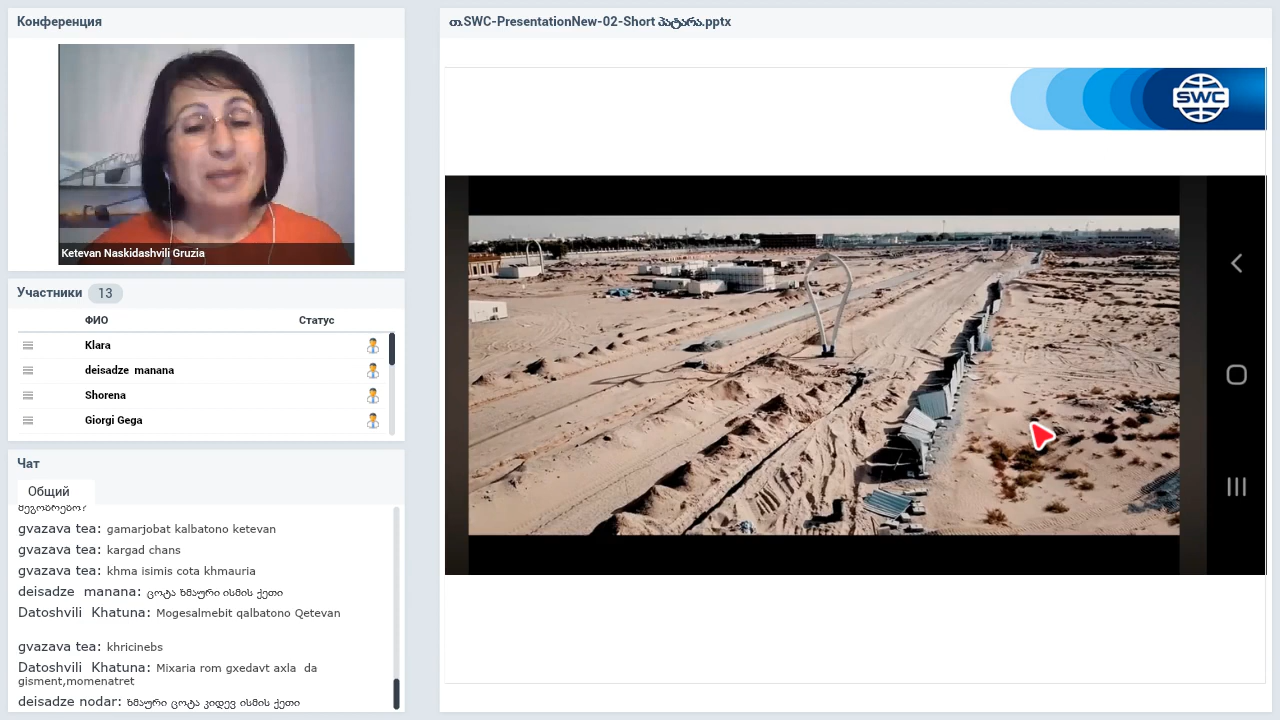 Конференция
Ketevan Naskidashvili Gruzia
Участники 13
ФИО Статус
Klara
deisadze manana
Shorena
Giorgi Gega
Чат
Общий
gvazava tea: gamarjobat kalbatono ketevan
gvazava tea: kargad chans
gvazava tea: khma isimis cota khmauria
deisadze manana: ცოტა ხმაური ისმის ქეთი
Datoshvili Khatuna: Mogesalmebit qalbatono Qetevan
gvazava tea: khricinebs
Datoshvili Khatuna: Mixaria rom gxedavt axla da
gisment,momenatret
deisadze nodar: ხმაური ცოტა კიდევ ისმის ქეთი
თ.SWC-PresentationNew-02-Short პატარა.pptx
SWC